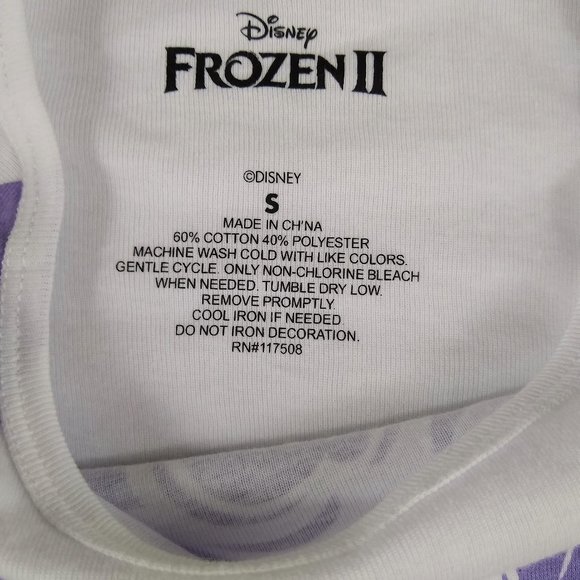 Disney
FROZEN II
©DISNEY
S
MADE IN CH'NA
60% COTTON 40% POLYESTER
MACHINE WASH COLD WITH LIKE COLORS.
GENTLE CYCLE. ONLY NON-CHLORINE BLEACH
WHEN NEEDED. TUMBLE DRY LOW.
REMOVE PROMPTLY.
COOL IRON IF NEEDED.
DO NOT IRON DECORATION.
RN#117508